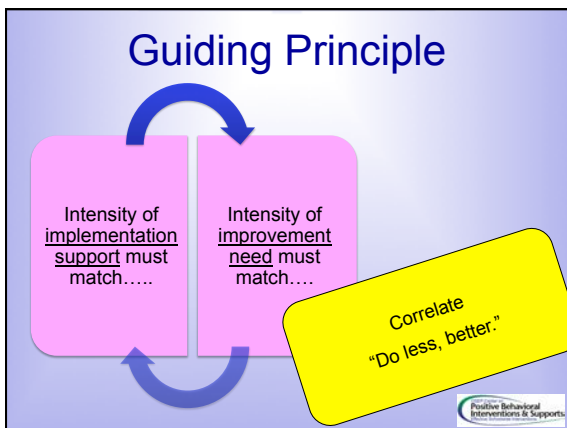 Guiding Principle
Intensity of
implementation
support must
match…..
Intensity of
improvement
need must
match….
Correlate
“Do less, better.”
Positive Behavioral
Interventions & Supports